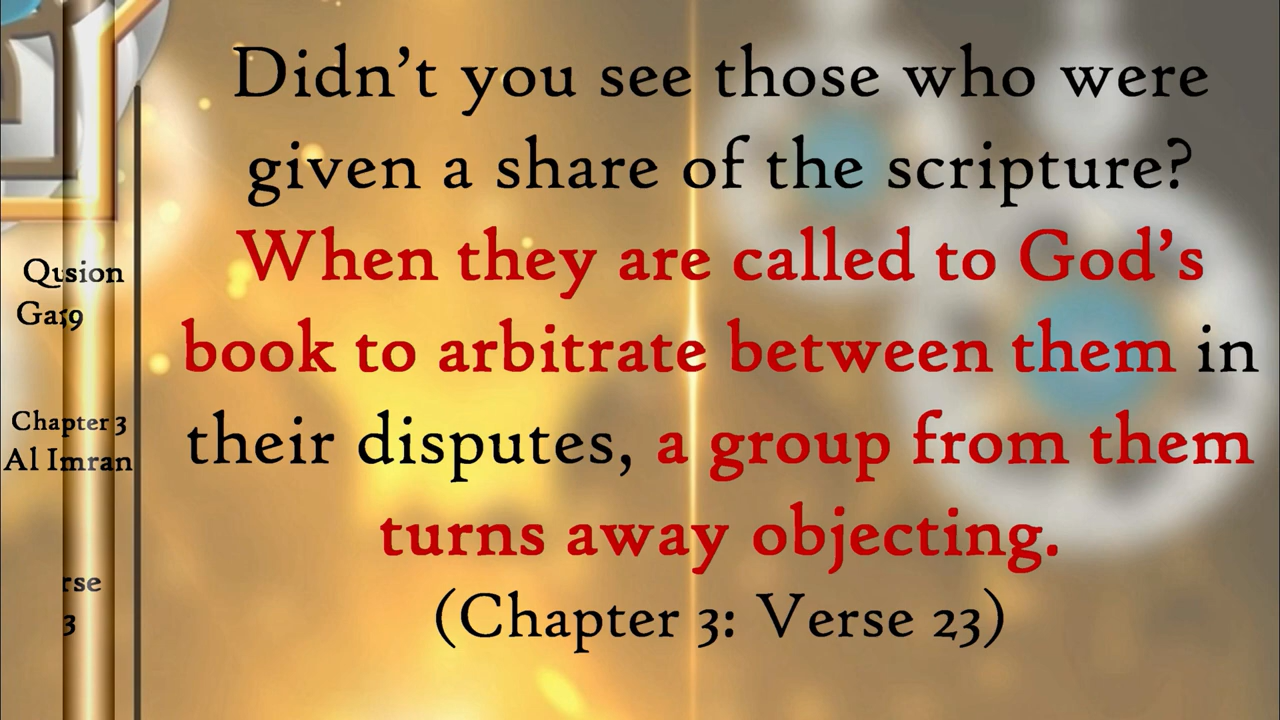 Didn't you see those who were
given a share of the scripture?
When they are called to God's
book to arbitrate between them in
their disputes, a group from them
turns away objecting.
(Chapter 3: Verse 23)
Chapter 3
Al Imran